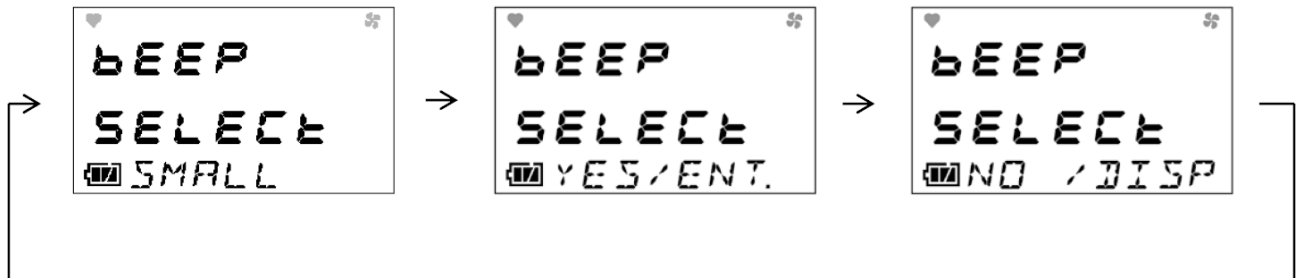 bEEP
SELECt
SMALL
bEEP
SELECt
YES/ENT.
bEEP
SELECt
NO /DISP